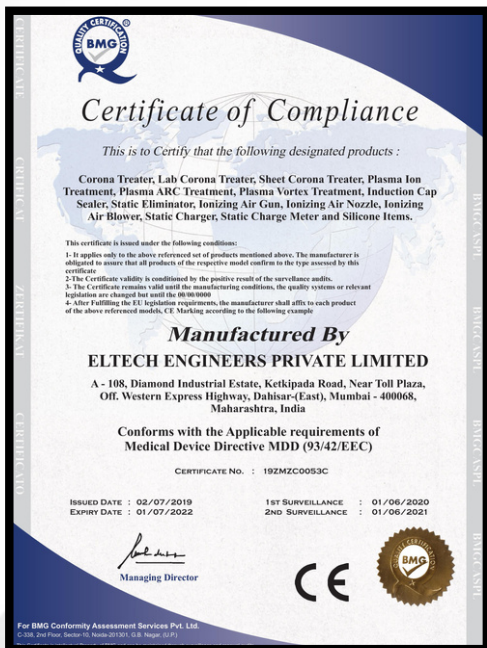 QUALITY CERTIFICATION
BMG
CERTIFICATE
CERTIFICAT
ZERTIFIKAT
CERTIFICATO
Certificate of Compliance
This is to Certify that the following designated products :
Corona Treater, Lab Corona Treater, Sheet Corona Treater, Plasma Ion
Treatment, Plasma ARC Treatment, Plasma Vortex Treatment, Induction Cap
Sealer, Static Eliminator, Ionizing Air Gun, Ionizing Air Nozzle, Ionizing
Air Blower, Static Charger, Static Charge Meter and Silicone Items.
This certificate is issued under the following conditions:
1- It applies only to the above referenced set of products mentioned above. The manufacturer is
obligated to assure that all products of the respective model confirm to the type assessed by this
certificate
2-The Certificate validity is conditioned by the positive result of the survellance audits.
3- The Certificate remains valid until the manufacturing conditions, the quality systems or relevant
legislation are changed but until the 00/00/0000
4- After Fulfilling the EU legislation requirments, the manufacturer shall affix to each product
of the above referenced models, CE Marking according to the following example
Manufactured By
ELTECH ENGINEERS PRIVATE LIMITED
A - 108, Diamond Industrial Estate, Ketkipada Road, Near Toll Plaza,
Off. Western Express Highway, Dahisar-(East), Mumbai - 400068,
Maharashtra, India
Conforms with the Applicable requirements of
Medical Device Directive MDD (93/42/EEC)
CERTIFICATE NO. : 19ZMZC0053C
ISSUED DATE : 02/07/2019
EXPIRY DATE : 01/07/2022
1ST SURVEILLANCE : 01/06/2020
2ND SURVEILLANCE : 01/06/2021
Managing Director
CE
QUALITY CERTIFICATION
BMG
BMGCASPL
BMGCASPL
BMGCASPL
BMGCASPL
For BMG Conformity Assessment Services Pvt. Ltd.
C-338, 2nd Floor, Sector-10, Noida-201301, G.B. Nagar. (U.P.)